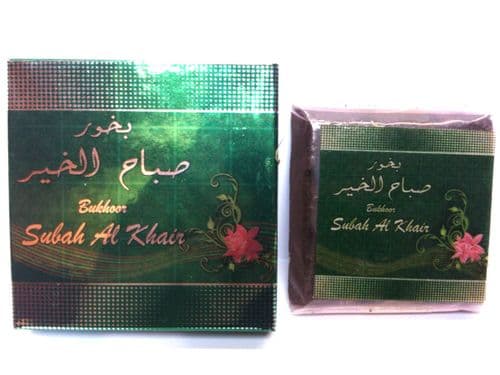 بخور
صباح الخير
Bukhoor
Subah Al Khair
بخور
صباح الخير
Bukhoor
Subah Al Khair